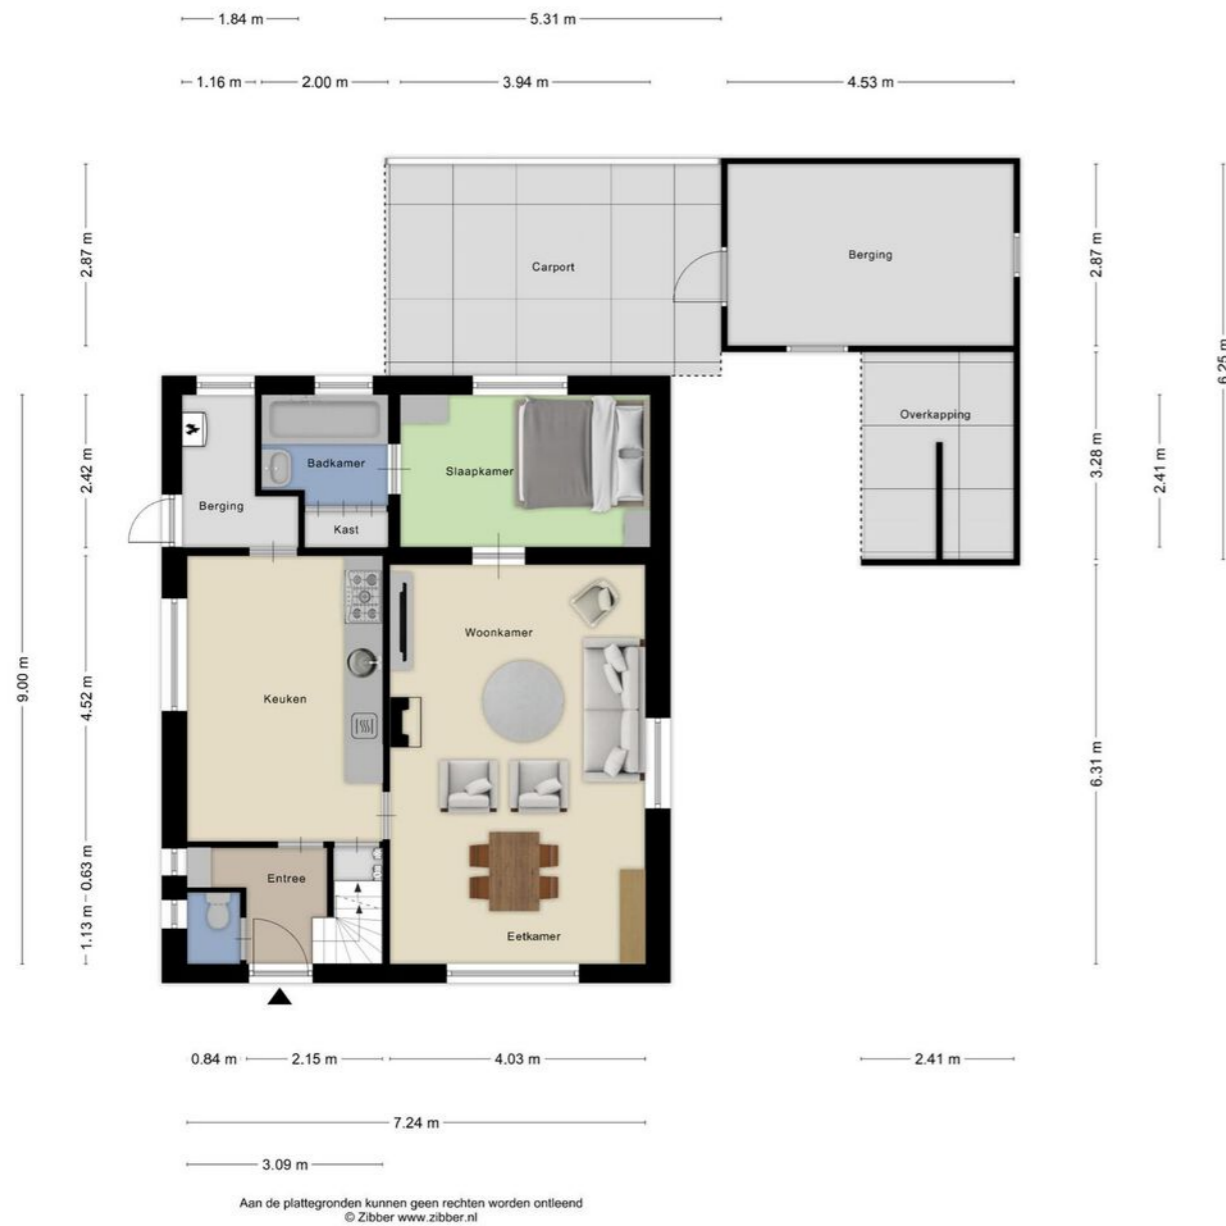 1.84 m
5.31 m
1.16 m
2.00 m
3.94 m
4.53 m
2.87 m
2.87 m
6.25 m
Carport
Berging
Overkapping
2.42 m
3.28 m
2.41 m
Badkamer
Slaapkamer
Berging
Kast
9.00 m
4.52 m
Woonkamer
Keuken
6.31 m
0.63 m
1.13 m
Entree
Eetkamer
0.84 m
2.15 m
4.03 m
2.41 m
7.24 m
3.09 m
Aan de plattegronden kunnen geen rechten worden ontleend
© Zibber www.zibber.nl